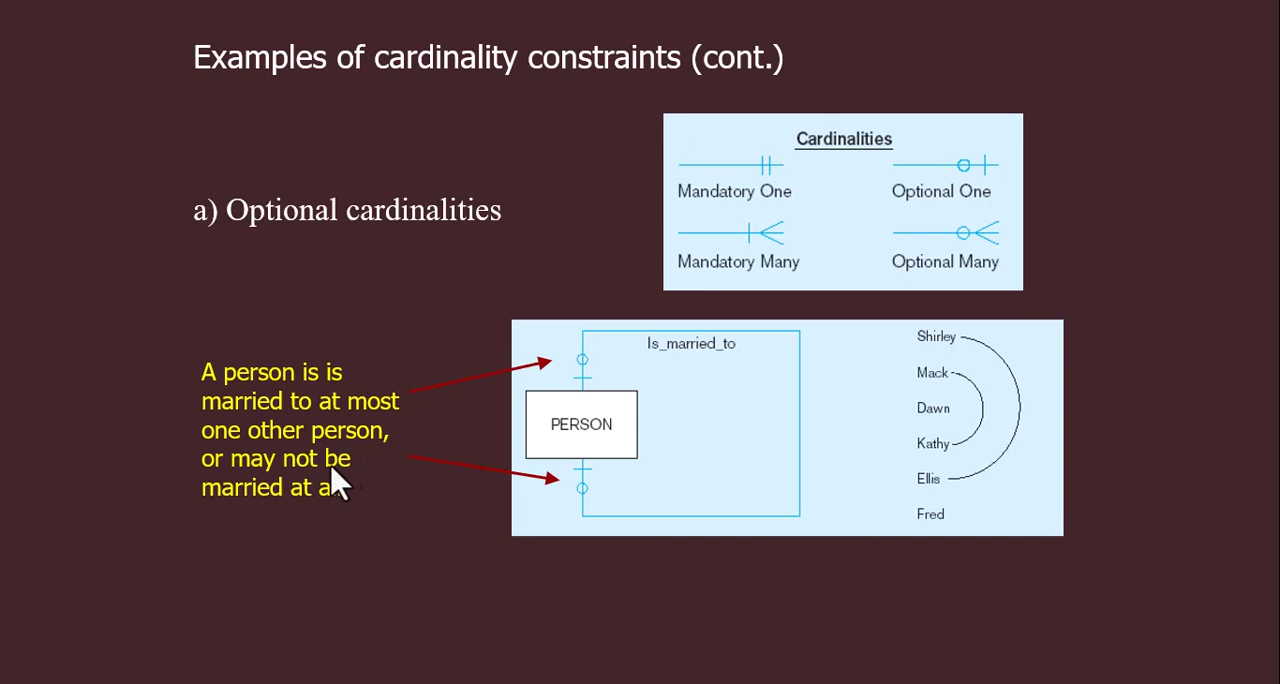 Examples of cardinality constraints (cont.)
Cardinalities
Mandatory One
Optional One
a) Optional cardinalities
Mandatory Many
Optional Many
A person is is
married to at most
one other person,
or may not be
married at
Is_married_to
PERSON
Shirley
Mack
Dawn
Kathy
Ellis
Fred